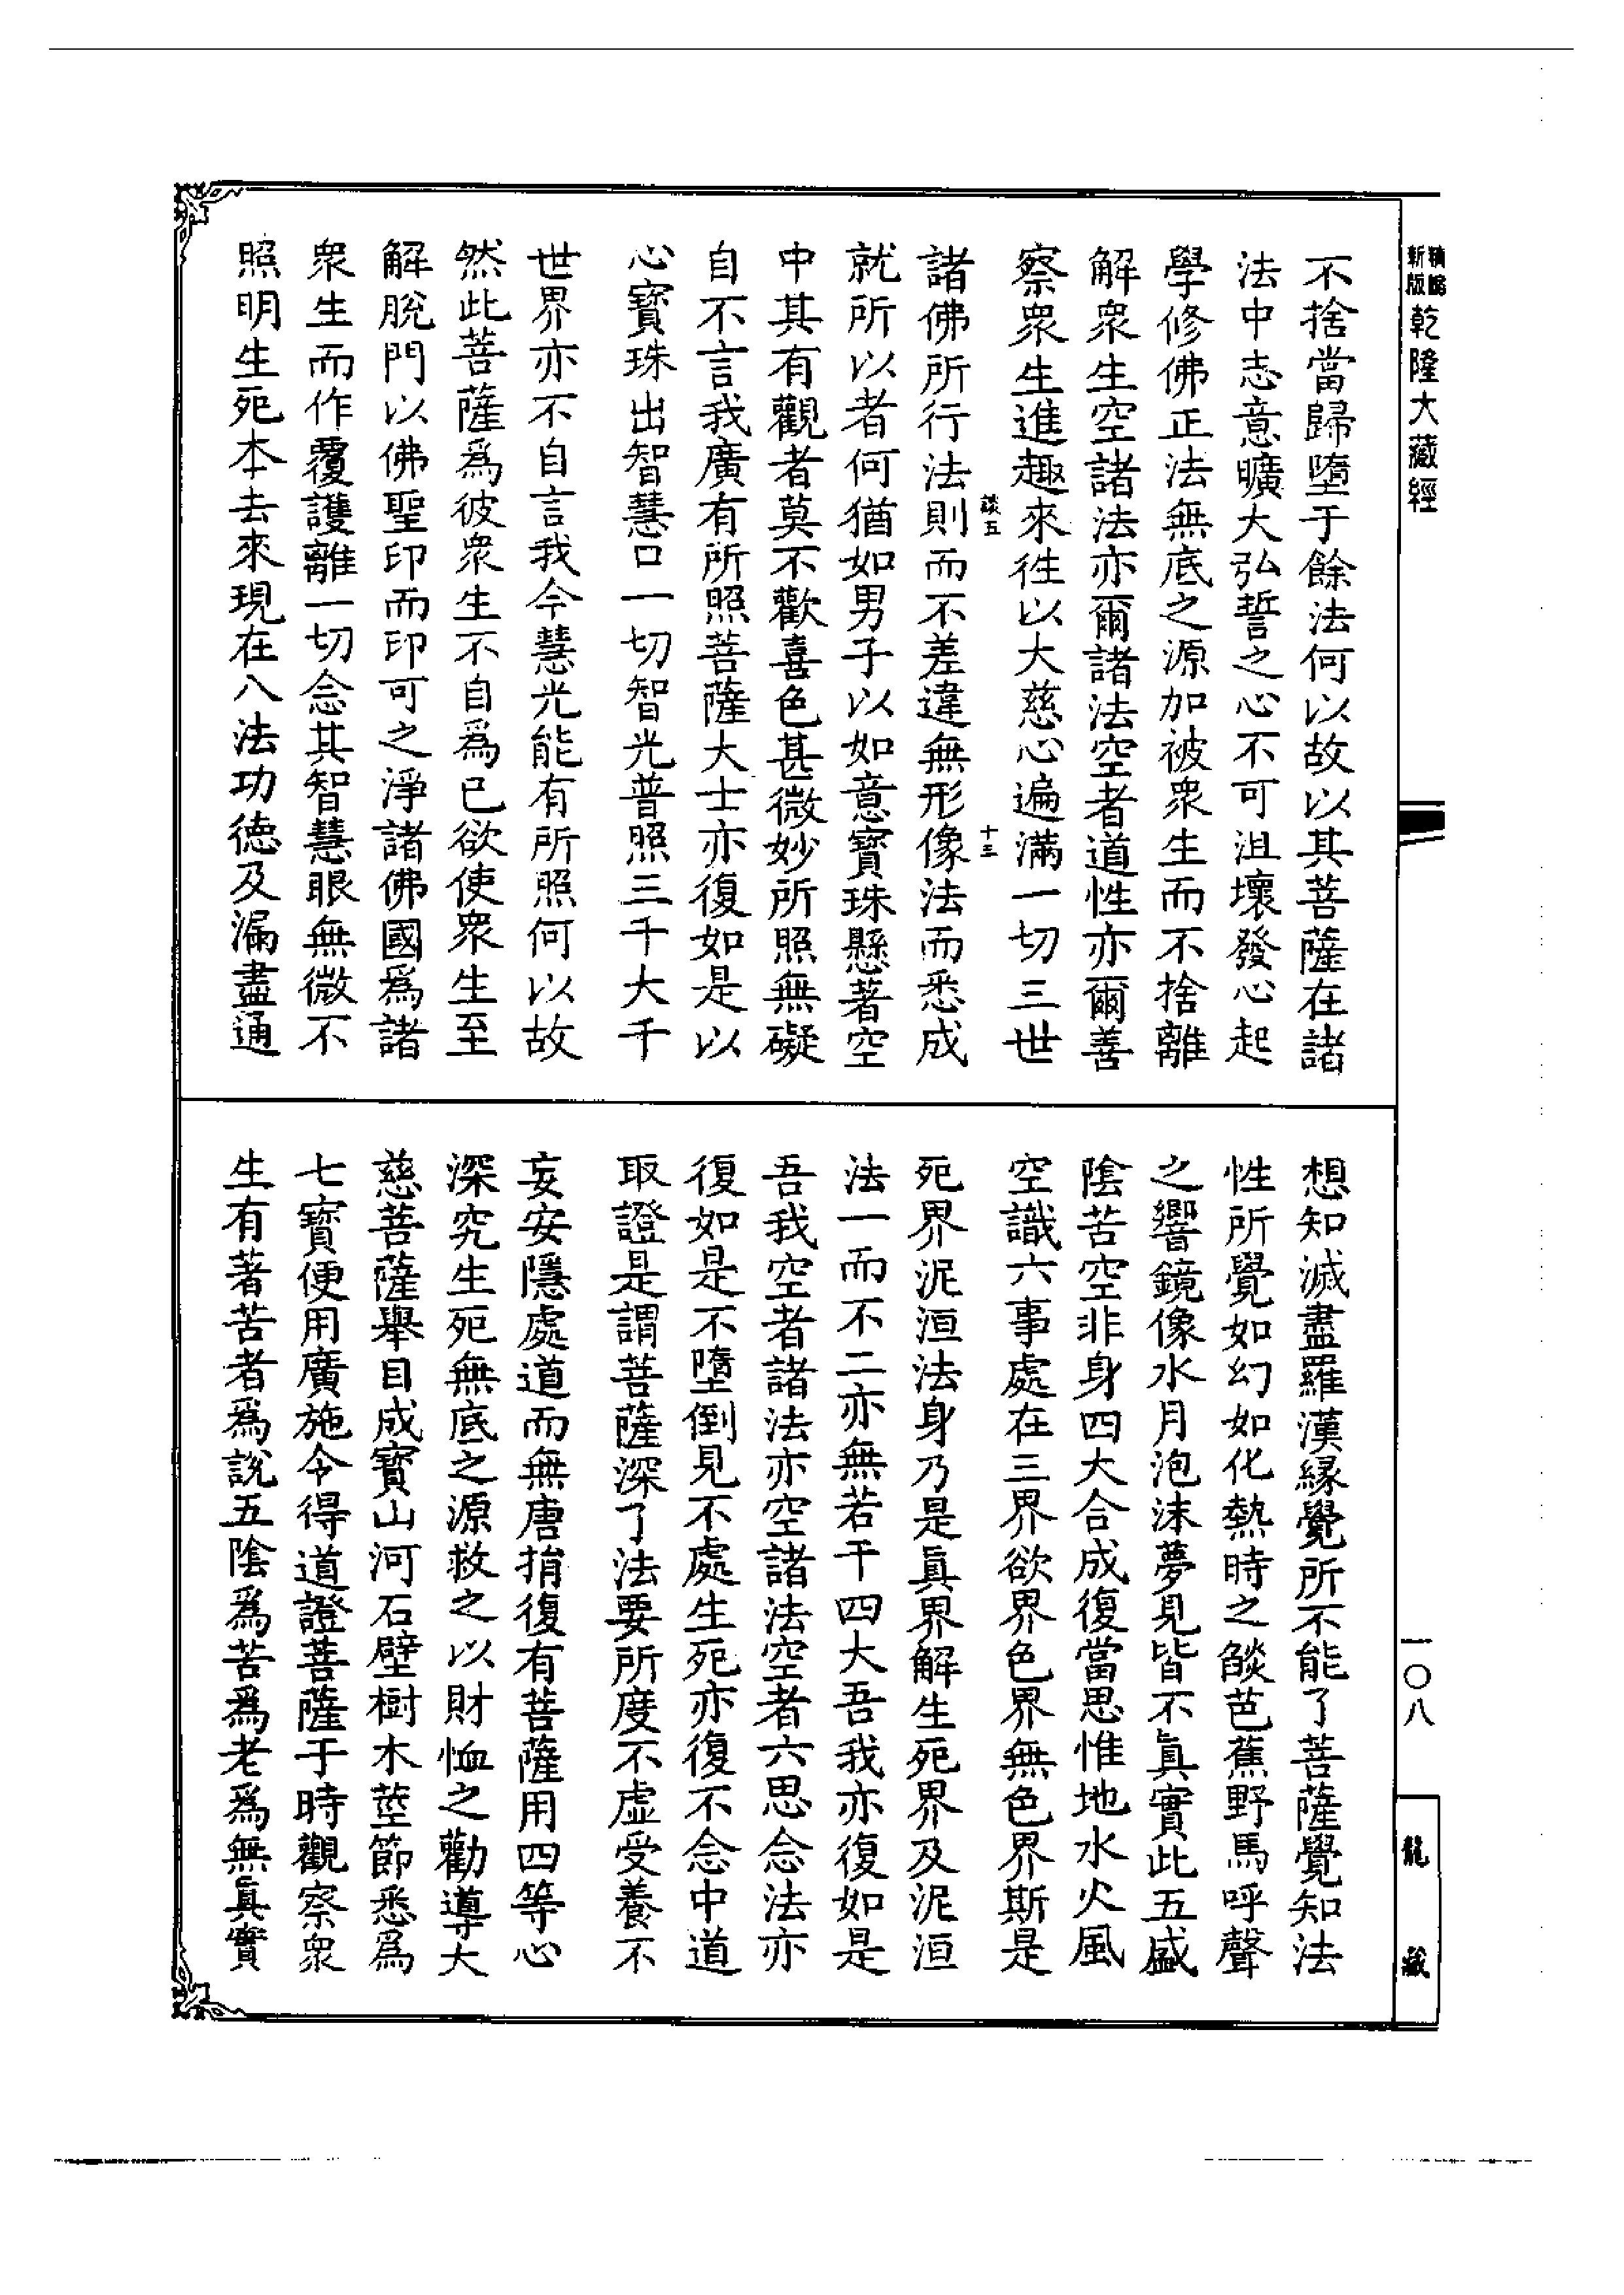 精縮新版乾隆大藏經
不捨當歸墮于餘法何以故以其菩薩在諸
法中志意曠大弘誓之心不可沮壞發心起
學修佛正法無底之源加被眾生而不捨離
解眾生空諸法亦爾諸法空者道性亦爾善
察眾生進趣來往以大慈心遍滿一切三世
談五 十三
諸佛所行法則而不差違無形像法而悉成
就所以者何猶如男子以如意寶珠懸著空
中其有觀者莫不歡喜色甚微妙所照無礙
自不言我廣有所照菩薩大士亦復如是以
心寶珠出智慧口一切智光普照三千大千
世界亦不自言我今慧光能有所照何以故
然此菩薩為彼眾生不自為已欲使眾生至
解脫門以佛聖印而印可之淨諸佛國為諸
眾生而作覆護離一切念其智慧眼無微不
照明生死本去來現在八法功德及漏盡通
想知滅盡羅漢緣覺所不能了菩薩覺知法
性所覺如幻如化熱時之燄芭蕉野馬呼聲
之響鏡像水月泡沫夢見皆不眞實此五盛
陰苦空非身四大合成復當思惟地水火風
空識六事處在三界欲界色界無色界斯是
死界泥洹法身乃是眞界解生死界及泥洹
法一而不二亦無若干四大吾我亦復如是
吾我空者諸法亦空諸法空者六思念法亦
復如是不墮倒見不處生死亦復不念中道
取證是謂菩薩深了法要所度不虛受養不
妄安隱處道而無唐捐復有菩薩用四等心
深究生死無底之源救之以財恤之勸導大
慈菩薩舉目成寶山河石壁樹木莖節悉為
七寶便用廣施令得道證菩薩于時觀察眾
生有著苦者為說五陰為苦為老為無眞實
一〇八
龍藏